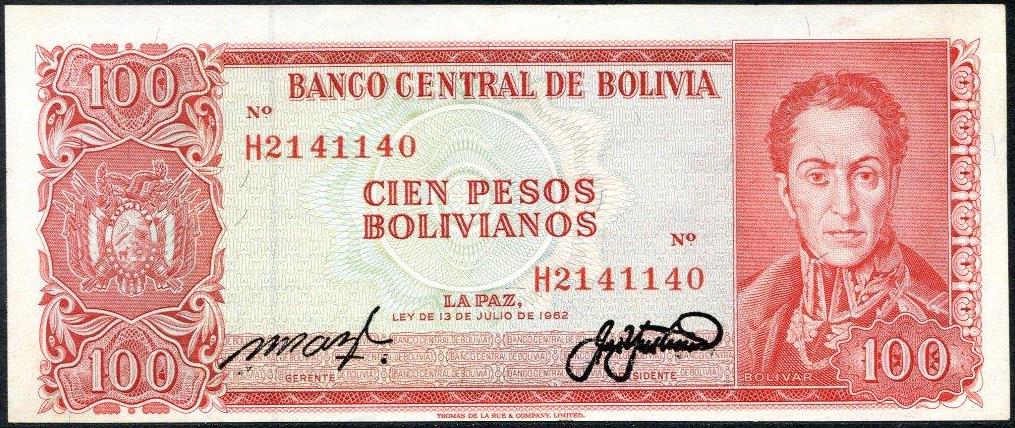 100
BANCO CENTRAL DE BOLIVIA
Nº
H2141140
CIEN PESOS
BOLIVIANOS
Nº
H2141140
LA PAZ,
LEY DE 13 DE JULIO DE 1962
GERENTE
SIDENTE
BOLIVAR
100
100
THOMAS DE LA RUE & COMPANY, LIMITED.